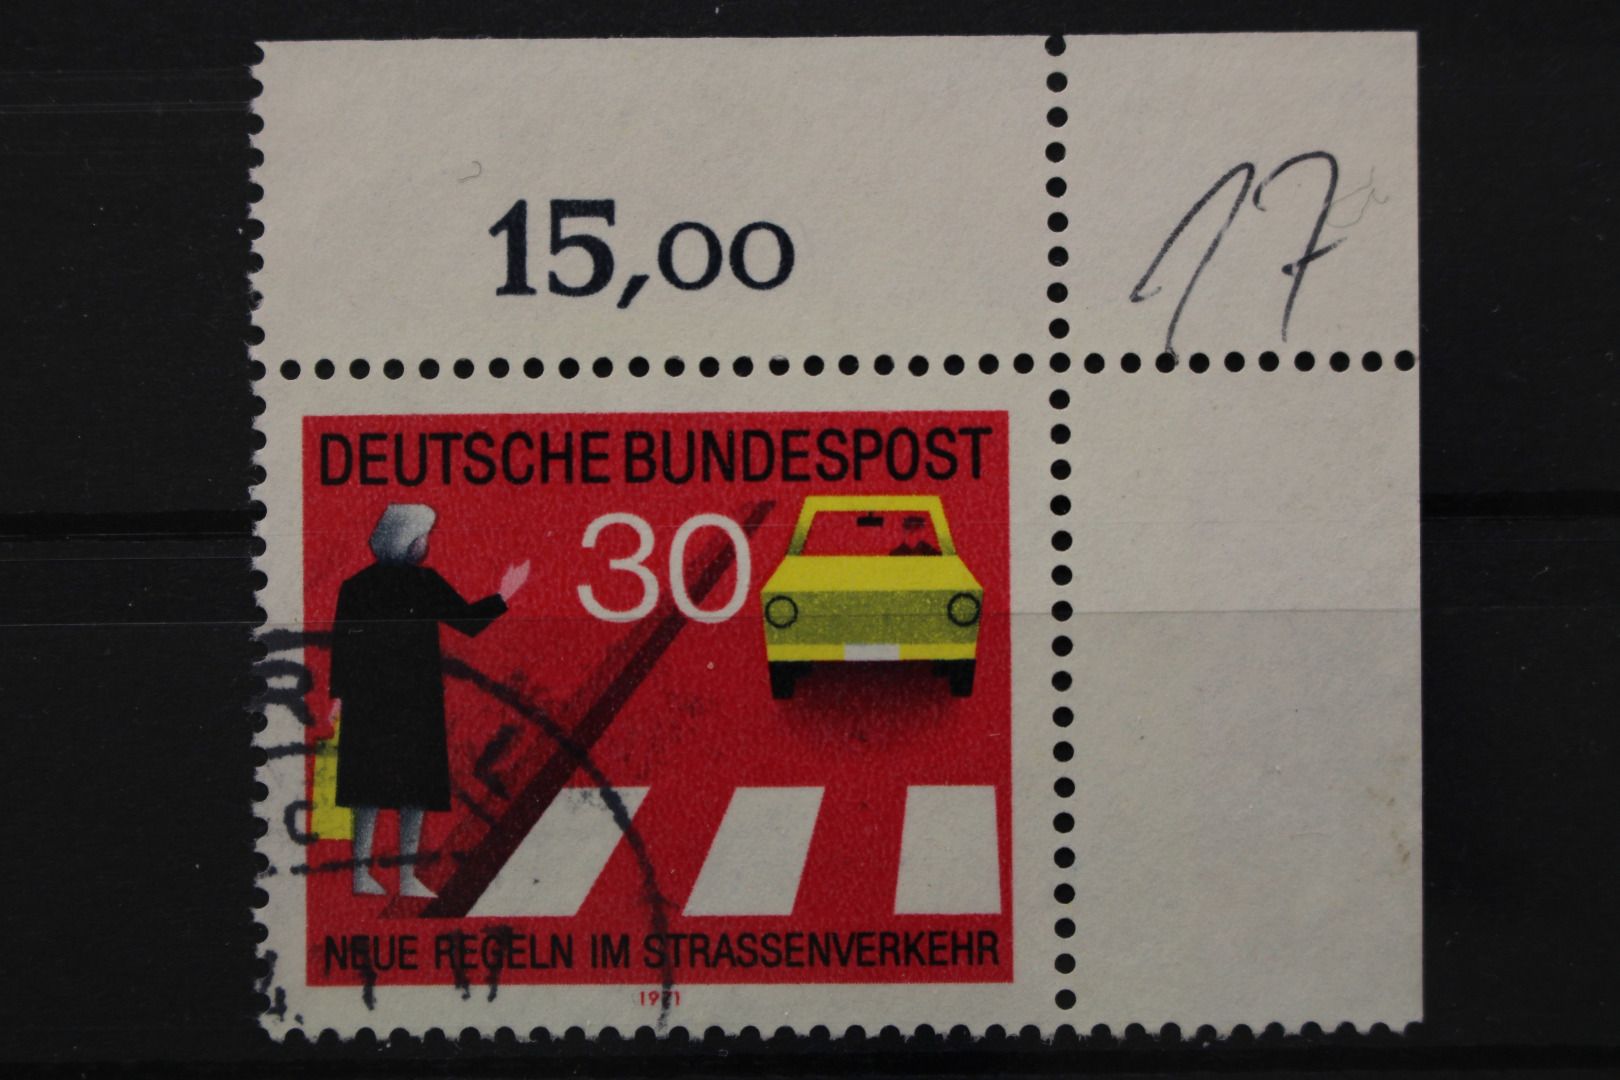 15,00
17
DEUTSCHE BUNDESPOST
30
NEUE REGELN IM STRASSENVERKEHR
1971